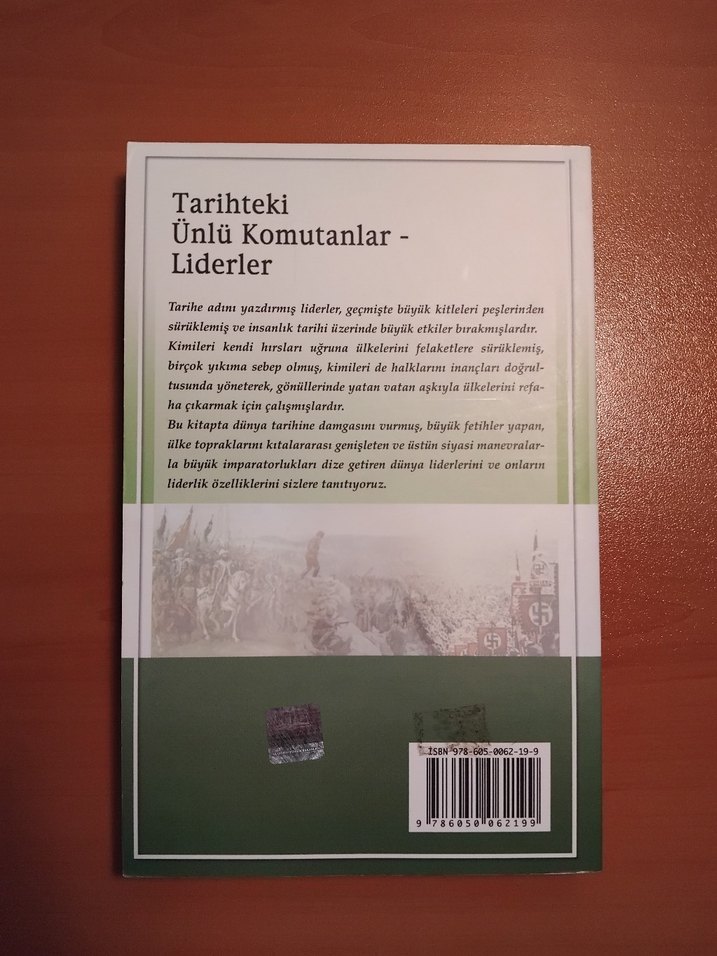 Tarihteki
Ünlü Komutanlar -
Liderler
Tarihe adını yazdırmış liderler, geçmişte büyük kitleleri peşlerinden
sürüklemiş ve insanlık tarihi üzerinde büyük etkiler bırakmışlardır.
Kimileri kendi hırsları uğruna ülkelerini felaketlere sürüklemiş,
birçok yıkıma sebep olmuş, kimileri de halklarını inançları doğrul-
tusunda yöneterek, gönüllerinde yatan vatan aşkıyla ülkelerini refa-
ha çıkarmak için çalışmışlardır.
Bu kitapta dünya tarihine damgasını vurmuş, büyük fetihler yapan,
ülke topraklarını kıtalararası genişleten ve üstün siyasi manevralar-
la büyük imparatorlukları dize getiren dünya liderlerini ve onların
liderlik özelliklerini sizlere tanıtıyoruz.
ISBN 978-605-0062-19-9
9 786050 062199